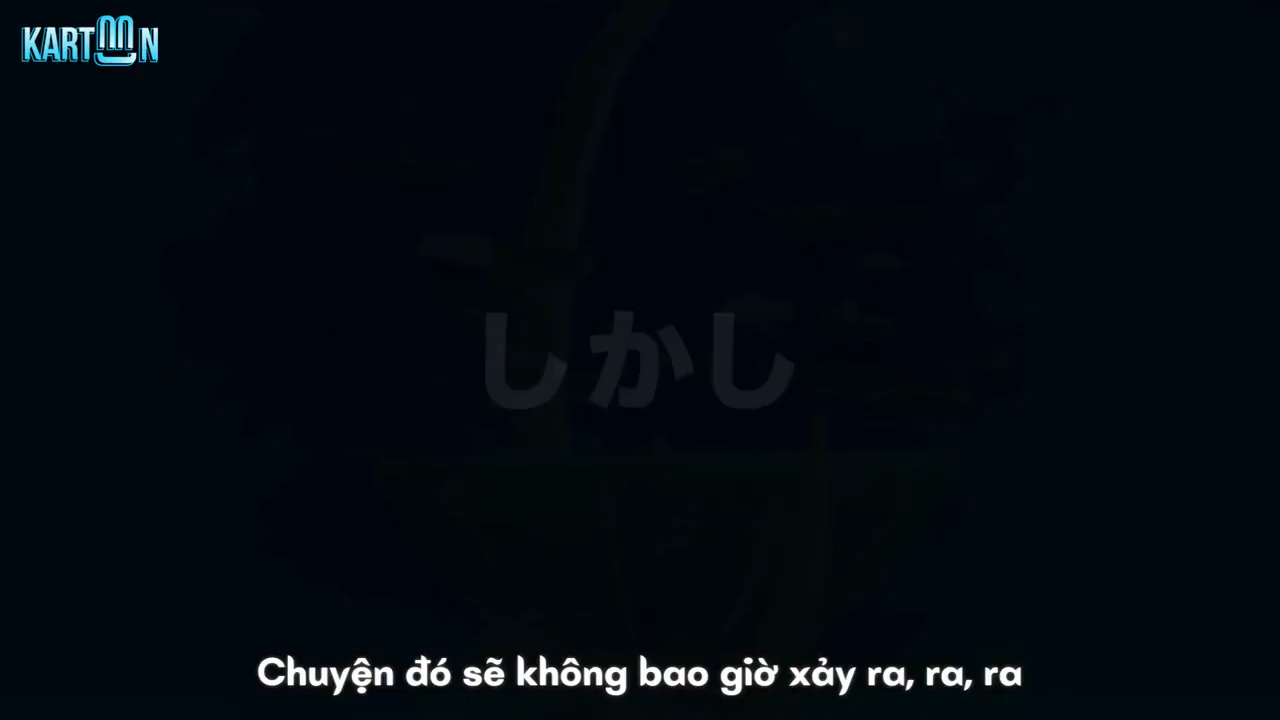 KARTOON
しかし
Chuyện đó sẽ không bao giờ xảy ra, ra, ra